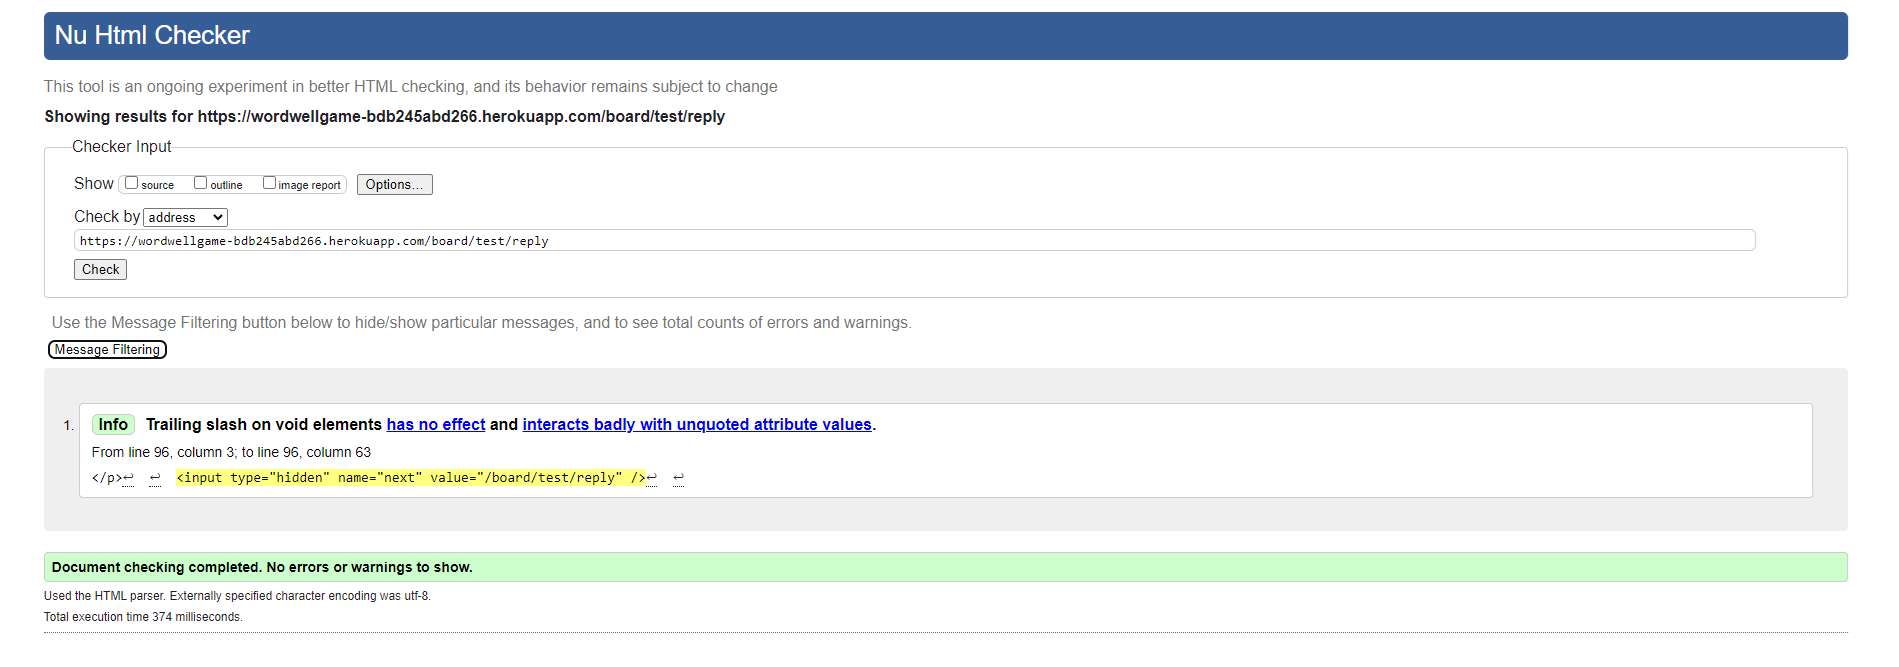 Nu Html Checker
This tool is an ongoing experiment in better HTML checking, and its behavior remains subject to change
Showing results for https://wordwellgame-bdb245abd266.herokuapp.com/board/test/reply
Checker Input
Show source outline image report Options...
Check by address
https://wordwellgame-bdb245abd266.herokuapp.com/board/test/reply
Check
Use the Message Filtering button below to hide/show particular messages, and to see total counts of errors and warnings.
Message Filtering
1. Info Trailing slash on void elements has no effect and interacts badly with unquoted attribute values.
From line 96, column 3; to line 96, column 63
</p>↩ ↩ <input type="hidden" name="next" value="/board/test/reply" />↩ ↩
Document checking completed. No errors or warnings to show.
Used the HTML parser. Externally specified character encoding was utf-8.
Total execution time 374 milliseconds.